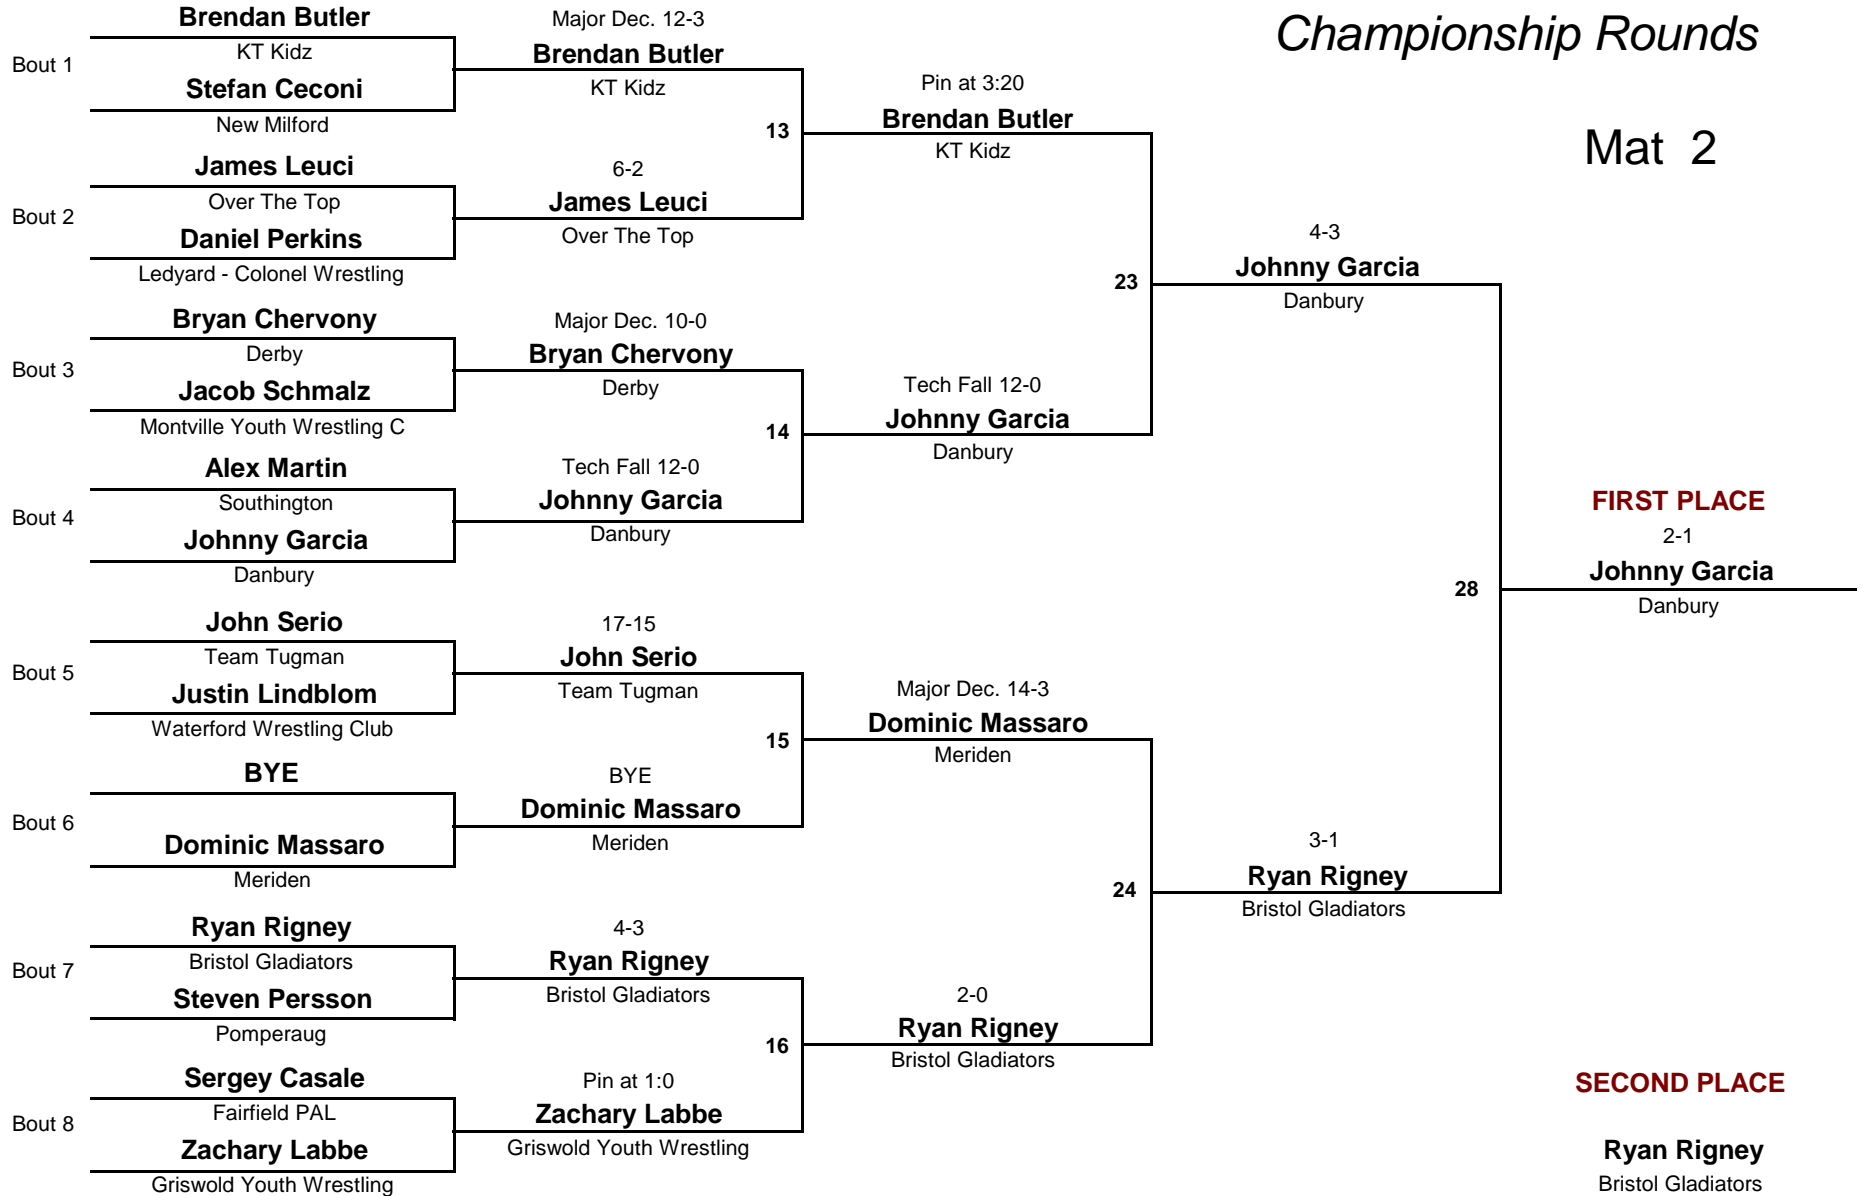 Championship Rounds
Mat 2
Bout 1
Brendan Butler
KT Kidz
Stefan Ceconi
New Milford
Bout 2
James Leuci
Over The Top
Daniel Perkins
Ledyard - Colonel Wrestling
Bout 3
Bryan Chervony
Derby
Jacob Schmalz
Montville Youth Wrestling C
Bout 4
Alex Martin
Southington
Johnny Garcia
Danbury
Bout 5
John Serio
Team Tugman
Justin Lindblom
Waterford Wrestling Club
Bout 6
BYE
Dominic Massaro
Meriden
Bout 7
Ryan Rigney
Bristol Gladiators
Steven Persson
Pomperaug
Bout 8
Sergey Casale
Fairfield PAL
Zachary Labbe
Griswold Youth Wrestling
Major Dec. 12-3
Brendan Butler
KT Kidz
13
6-2
James Leuci
Over The Top
Major Dec. 10-0
Bryan Chervony
Derby
14
Tech Fall 12-0
Johnny Garcia
Danbury
17-15
John Serio
Team Tugman
15
BYE
Dominic Massaro
Meriden
4-3
Ryan Rigney
Bristol Gladiators
16
Pin at 1:0
Zachary Labbe
Griswold Youth Wrestling
Pin at 3:20
Brendan Butler
KT Kidz
23
Tech Fall 12-0
Johnny Garcia
Danbury
Major Dec. 14-3
Dominic Massaro
Meriden
24
2-0
Ryan Rigney
Bristol Gladiators
4-3
Johnny Garcia
Danbury
28
3-1
Ryan Rigney
Bristol Gladiators
FIRST PLACE
2-1
Johnny Garcia
Danbury
SECOND PLACE
Ryan Rigney
Bristol Gladiators